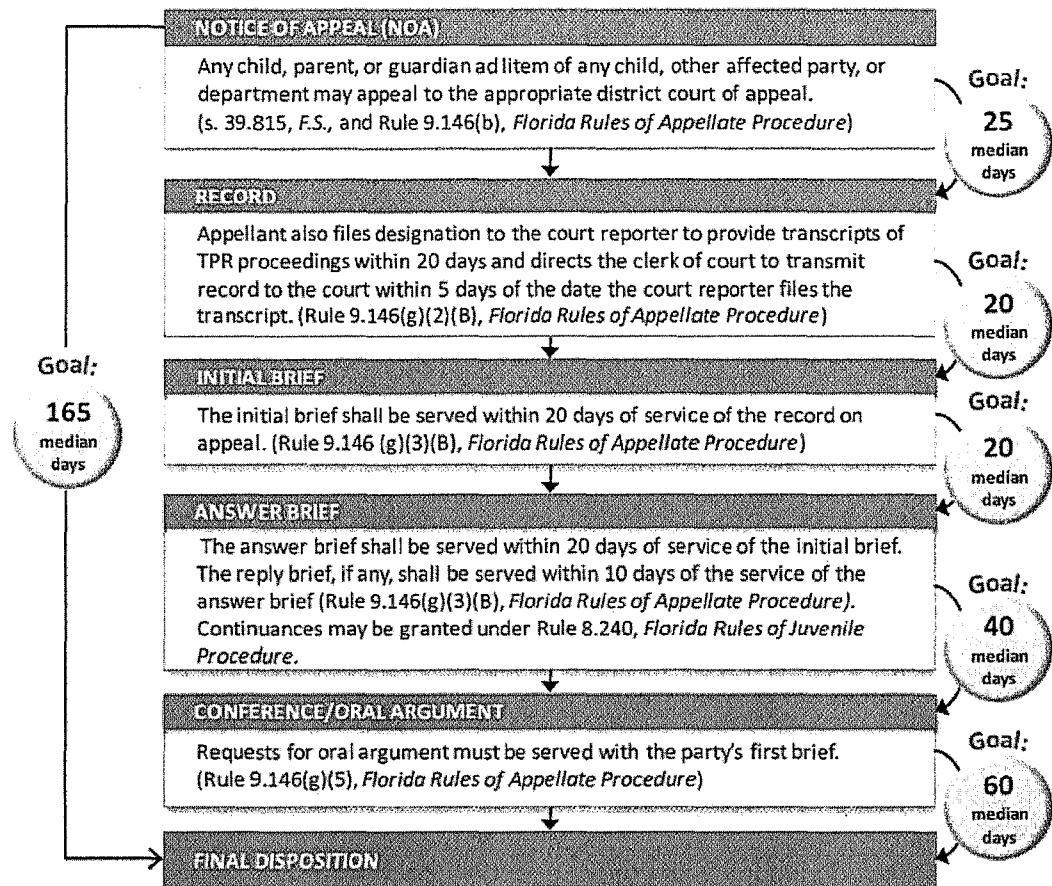 NOTICE OF APPEAL (NOA)
Any child, parent, or guardian ad litem of any child, other affected party, or
department may appeal to the appropriate district court of appeal.
(s. 39.815, F.S., and Rule 9.146(b), Florida Rules of Appellate Procedure)
Goal:
25
median
days
RECORD
Appellant also files designation to the court reporter to provide transcripts of
TPR proceedings within 20 days and directs the clerk of court to transmit
record to the court within 5 days of the date the court reporter files the
transcript. (Rule 9.146(g)(2)(B), Florida Rules of Appellate Procedure)
Goal:
20
median
days
INITIAL BRIEF
The initial brief shall be served within 20 days of service of the record on
appeal. (Rule 9.146 (g)(3)(B), Florida Rules of Appellate Procedure)
Goal:
20
median
days
Goal:
165
median
days
ANSWER BRIEF
The answer brief shall be served within 20 days of service of the initial brief.
The reply brief, if any, shall be served within 10 days of the service of the
answer brief (Rule 9.146(g)(3)(B), Florida Rules of Appellate Procedure).
Continuances may be granted under Rule 8.240, Florida Rules of Juvenile
Procedure.
Goal:
40
median
days
CONFERENCE/ORAL ARGUMENT
Requests for oral argument must be served with the party's first brief.
(Rule 9.146(g)(5), Florida Rules of Appellate Procedure)
Goal:
60
median
days
FINAL DISPOSITION